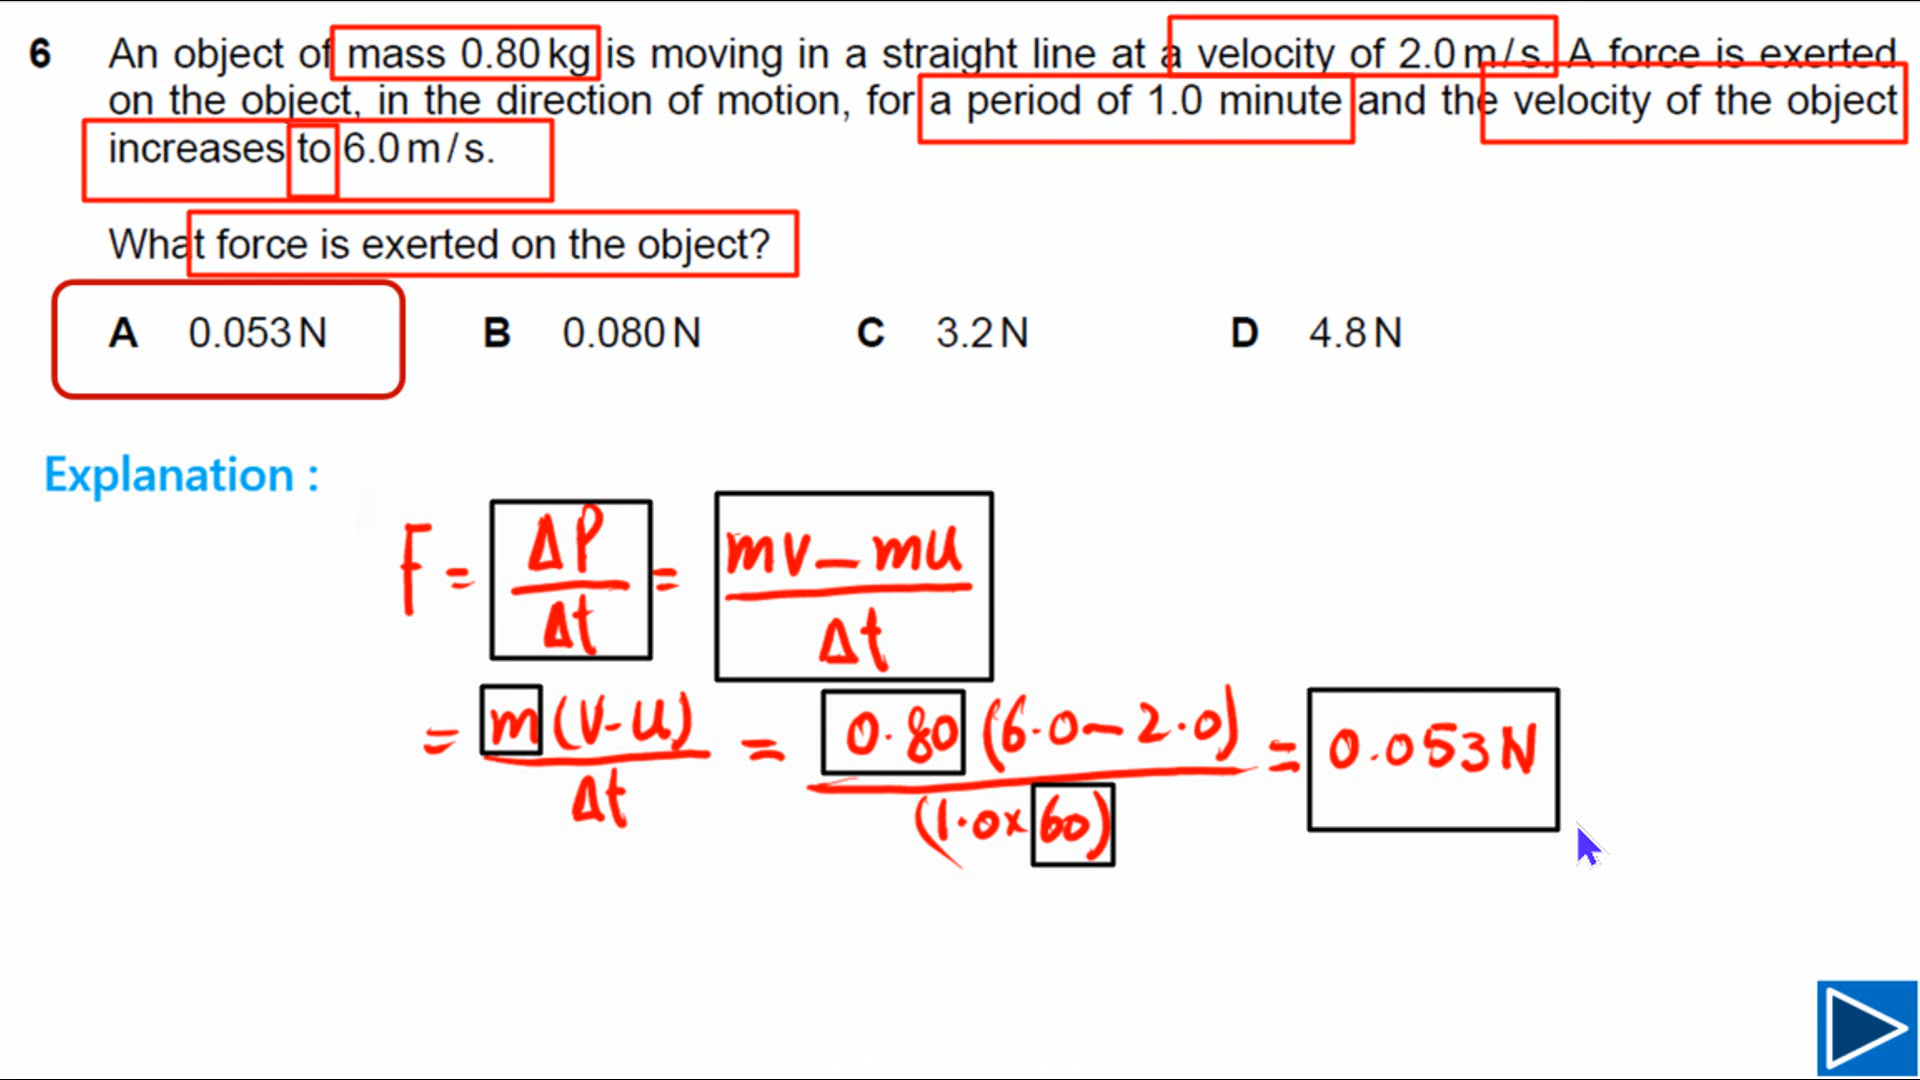 6 An object of mass 0.80 kg is moving in a straight line at a velocity of 2.0 m/s. A force is exerted
on the object, in the direction of motion, for a period of 1.0 minute and the velocity of the object
increases to 6.0 m/s.
What force is exerted on the object?
A 0.053 N B 0.080 N C 3.2 N D 4.8 N
Explanation :
F = ΔP/Δt = mv-mu/Δt
= m(v-u)/Δt = 0.80 (6.0-2.0)/(1.0×60) = 0.053 N